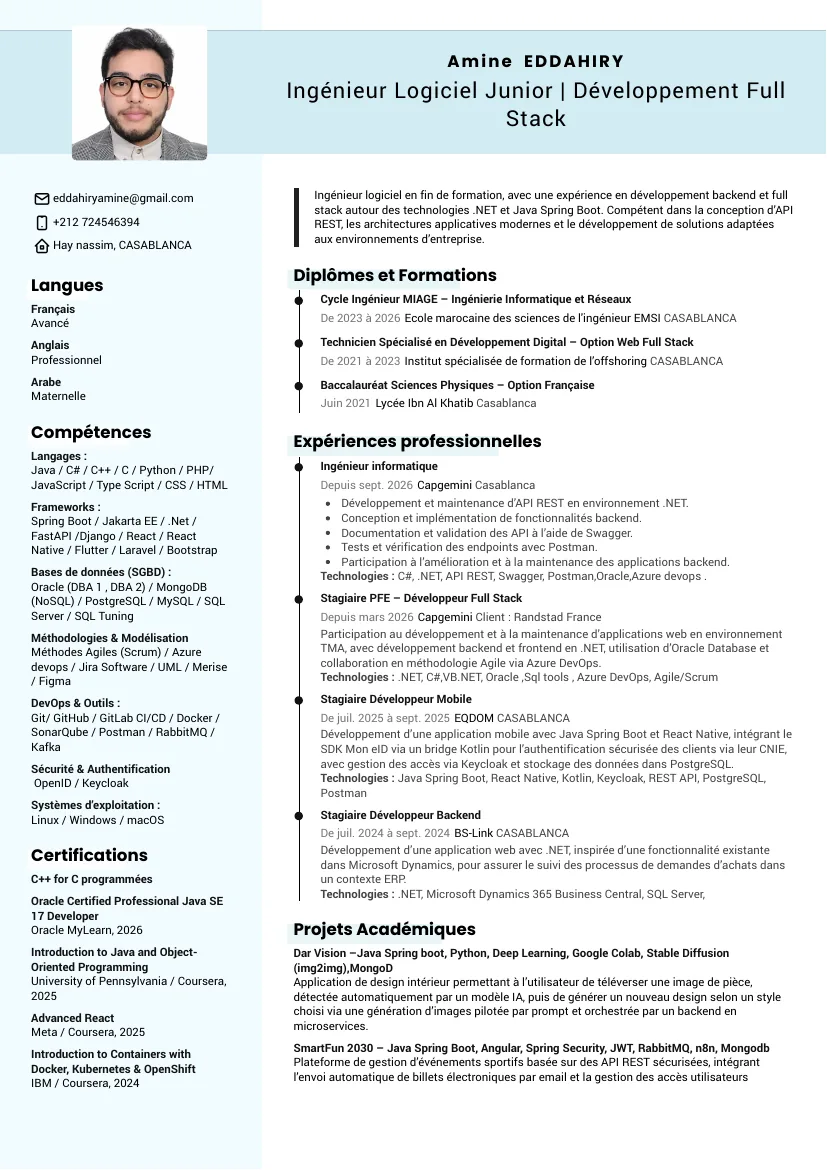 Amine EDDAHIRY
Ingénieur Logiciel Junior | Développement Full
Stack
eddahiryamine@gmail.com
+212 724546394
Hay nassim, CASABLANCA
Langues
Français
Avancé
Anglais
Professionnel
Arabe
Maternelle
Compétences
Langages :
Java / C# / C++ / C / Python / PHP/
JavaScript / Type Script / CSS / HTML
Frameworks :
Spring Boot / Jakarta EE / .Net /
FastAPI /Django / React / React
Native / Flutter / Laravel / Bootstrap
Bases de données (SGBD) :
Oracle (DBA 1 , DBA 2) / MongoDB
(NoSQL) / PostgreSQL / MySQL / SQL
Server / SQL Tuning
Méthodologies & Modélisation
Méthodes Agiles (Scrum) / Azure
devops / Jira Software / UML / Merise
/ Figma
DevOps & Outils :
Git/ GitHub / GitLab CI/CD / Docker /
SonarQube / Postman / RabbitMQ /
Kafka
Sécurité & Authentification
OpenID / Keycloak
Systèmes d'exploitation :
Linux / Windows / macOS
Certifications
C++ for C programmées
Oracle Certified Professional Java SE
17 Developer
Oracle MyLearn, 2026
Introduction to Java and Object-
Oriented Programming
University of Pennsylvania / Coursera,
2025
Advanced React
Meta / Coursera, 2025
Introduction to Containers with
Docker, Kubernetes & OpenShift
IBM / Coursera, 2024
Ingénieur logiciel en fin de formation, avec une expérience en développement backend et full
stack autour des technologies .NET et Java Spring Boot. Compétent dans la conception d'API
REST, les architectures applicatives modernes et le développement de solutions adaptées
aux environnements d'entreprise.
Diplômes et Formations
Cycle Ingénieur MIAGE – Ingénierie Informatique et Réseaux
De 2023 à 2026 Ecole marocaine des sciences de l'ingénieur EMSI CASABLANCA
Technicien Spécialisé en Développement Digital – Option Web Full Stack
De 2021 à 2023 Institut spécialisée de formation de l'offshoring CASABLANCA
Baccalauréat Sciences Physiques – Option Française
Juin 2021 Lycée Ibn Al Khatib Casablanca
Expériences professionnelles
Ingénieur informatique
Depuis sept. 2026 Capgemini Casablanca
• Développement et maintenance d'API REST en environnement .NET.
• Conception et implémentation de fonctionnalités backend.
• Documentation et validation des API à l'aide de Swagger.
• Tests et vérification des endpoints avec Postman.
• Participation à l'amélioration et à la maintenance des applications backend.
Technologies : C#, .NET, API REST, Swagger, Postman,Oracle,Azure devops .
Stagiaire PFE – Développeur Full Stack
Depuis mars 2026 Capgemini Client : Randstad France
Participation au développement et à la maintenance d'applications web en environnement
TMA, avec développement backend et frontend en .NET, utilisation d'Oracle Database et
collaboration en méthodologie Agile via Azure DevOps.
Technologies : .NET, C#,VB.NET, Oracle ,Sql tools , Azure DevOps, Agile/Scrum
Stagiaire Développeur Mobile
De juil. 2025 à sept. 2025 EQDOM CASABLANCA
Développement d'une application mobile avec Java Spring Boot et React Native, intégrant le
SDK Mon eID via un bridge Kotlin pour l'authentification sécurisée des clients via leur CNIE,
avec gestion des accès via Keycloak et stockage des données dans PostgreSQL.
Technologies : Java Spring Boot, React Native, Kotlin, Keycloak, REST API, PostgreSQL,
Postman
Stagiaire Développeur Backend
De juil. 2024 à sept. 2024 BS-Link CASABLANCA
Développement d'une application web avec .NET, inspirée d'une fonctionnalité existante
dans Microsoft Dynamics, pour assurer le suivi des processus de demandes d'achats dans
un contexte ERP.
Technologies : .NET, Microsoft Dynamics 365 Business Central, SQL Server,
Projets Académiques
Dar Vision –Java Spring boot, Python, Deep Learning, Google Colab, Stable Diffusion
(img2img),MongoD
Application de design intérieur permettant à l'utilisateur de téléverser une image de pièce,
détectée automatiquement par un modèle IA, puis de générer un nouveau design selon un style
choisi via une génération d'images pilotée par prompt et orchestrée par un backend en
microservices.
SmartFun 2030 – Java Spring Boot, Angular, Spring Security, JWT, RabbitMQ, n8n, Mongodb
Plateforme de gestion d'événements sportifs basée sur des API REST sécurisées, intégrant
l'envoi automatique de billets électroniques par email et la gestion des accès utilisateurs